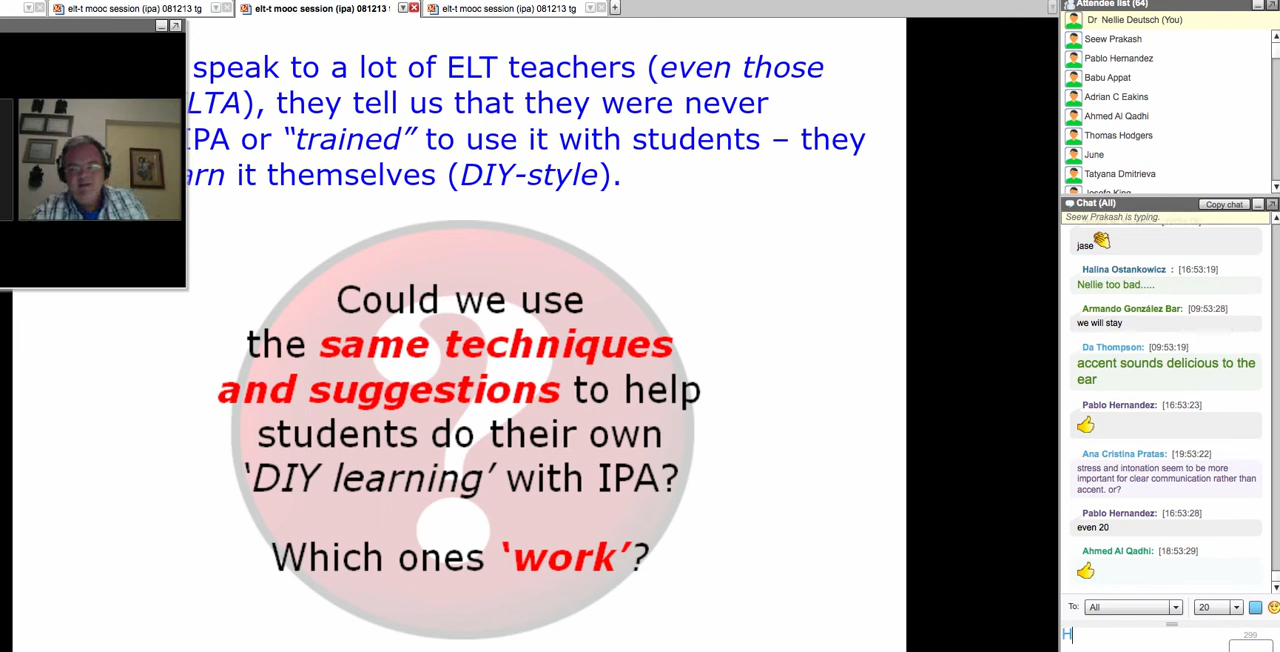 elt-t mooc session (ipa) 081213 tg
elt-t mooc session (ipa) 081213
elt-t mooc session (ipa) 081213 tg
speak to a lot of ELT teachers (even those
LTA), they tell us that they were never
IPA or “trained” to use it with students – they
arn it themselves (DIY-style).
Could we use
the same techniques
and suggestions to help
students do their own
‘DIY learning’ with IPA?
Which ones ‘work’?
Attendee list (64)
Dr Nellie Deutsch (You)
Seew Prakash
Pablo Hernandez
Babu Appat
Adrian C Eakins
Ahmed Al Qadhi
Thomas Hodgers
June
Tatyana Dmitrieva
Josefa King
Chat (All)
Copy chat
Seew Prakash is typing.
jase
Halina Ostankowicz : [16:53:19]
Nellie too bad.....
Armando González Bar: [09:53:28]
we will stay
Da Thompson: [09:53:19]
accent sounds delicious to the
ear
Pablo Hernandez: [16:53:23]
Ana Cristina Pratas: [19:53:22]
stress and intonation seem to be more
important for clear communication rather than
accent. or?
Pablo Hernandez: [16:53:28]
even 20
Ahmed Al Qadhi: [18:53:29]
To: All 20
H
299